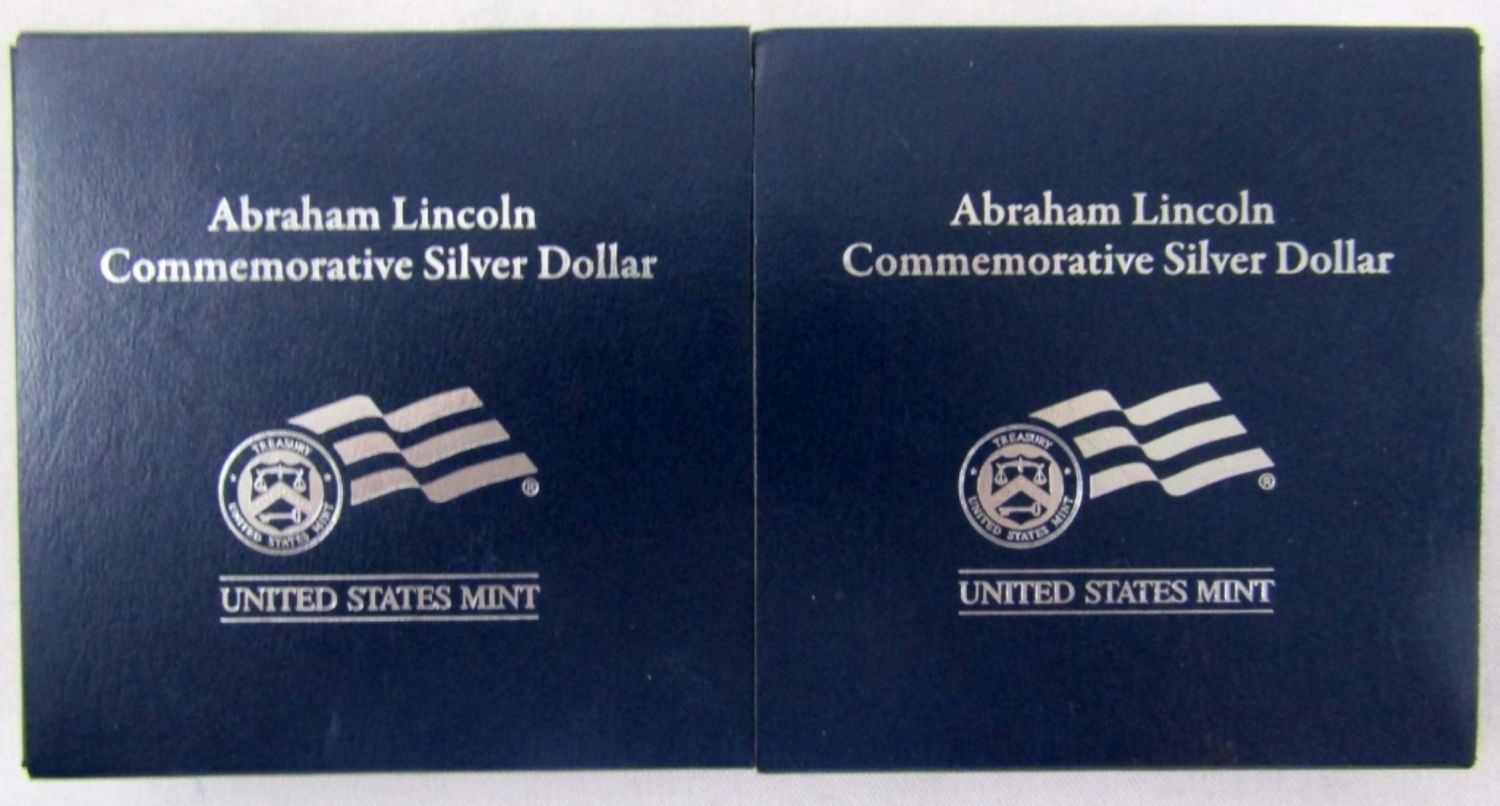 Abraham Lincoln
Commemorative Silver Dollar
TREASURY
UNITED STATES MINT
®
UNITED STATES MINT
Abraham Lincoln
Commemorative Silver Dollar
TREASURY
UNITED STATES MINT
®
UNITED STATES MINT